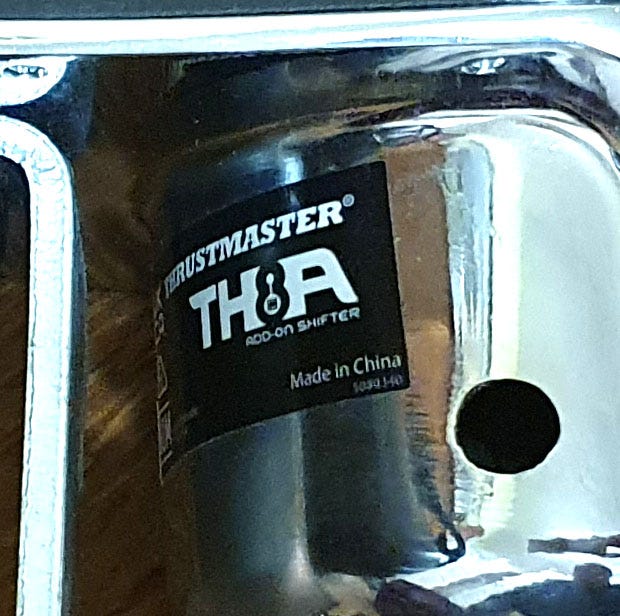 THRUSTMASTER®
TH8A
ADD-ON SHIFTER
Made in China